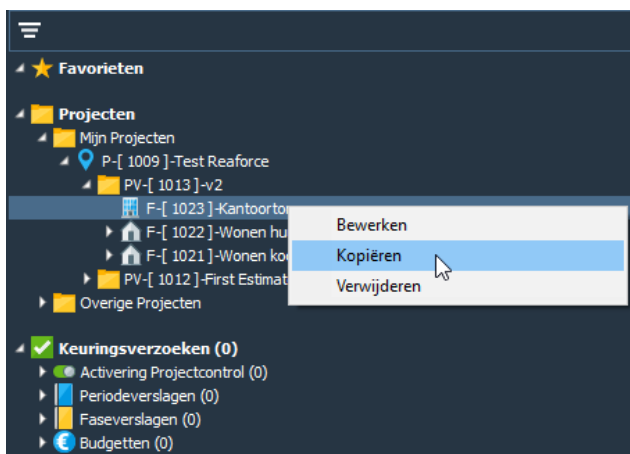 Favorieten
Projecten
Mijn Projecten
P-[ 1009 ]-Test Reaforce
PV-[ 1013 ]-v2
F-[ 1023 ]-Kantoorto
Bewerken
F-[ 1022 ]-Wonen hu
Kopiëren
F-[ 1021 ]-Wonen ko
Verwijderen
PV-[ 1012 ]-First Estimat
Overige Projecten
Keuringsverzoeken (0)
Activering Projectcontrol (0)
Periodeverslagen (0)
Faseverslagen (0)
Budgetten (0)